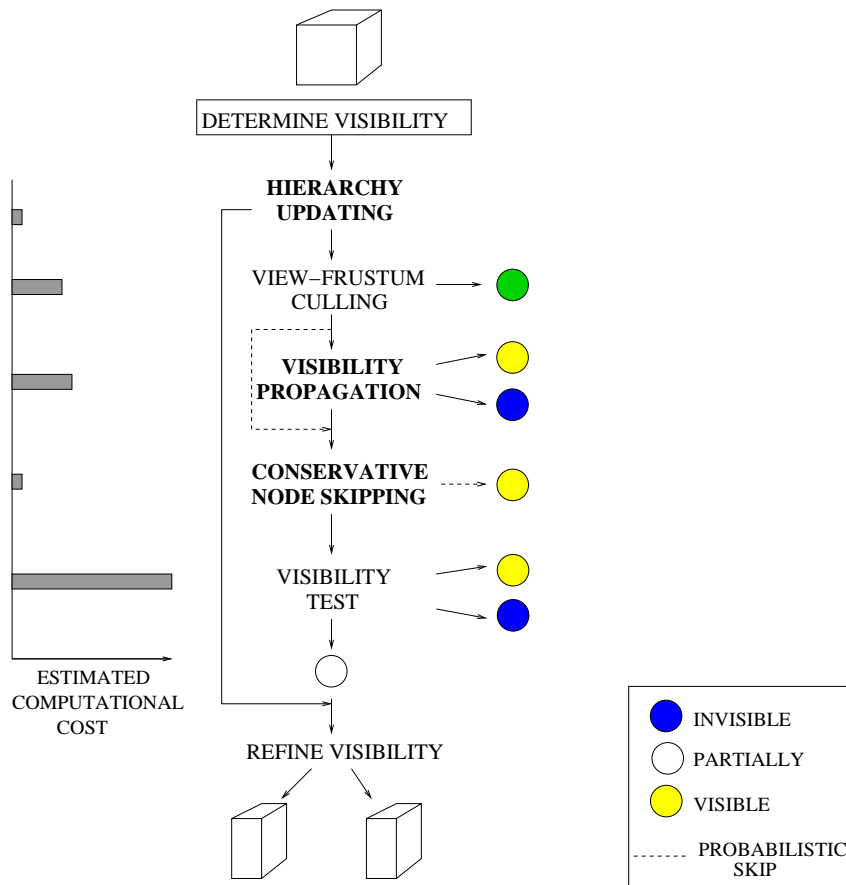 DETERMINE VISIBILITY
HIERARCHY
UPDATING
VIEW−FRUSTUM
CULLING
VISIBILITY
PROPAGATION
CONSERVATIVE
NODE SKIPPING
VISIBILITY
TEST
ESTIMATED
COMPUTATIONAL
COST
REFINE VISIBILITY
INVISIBLE
PARTIALLY
VISIBLE
PROBABILISTIC
SKIP